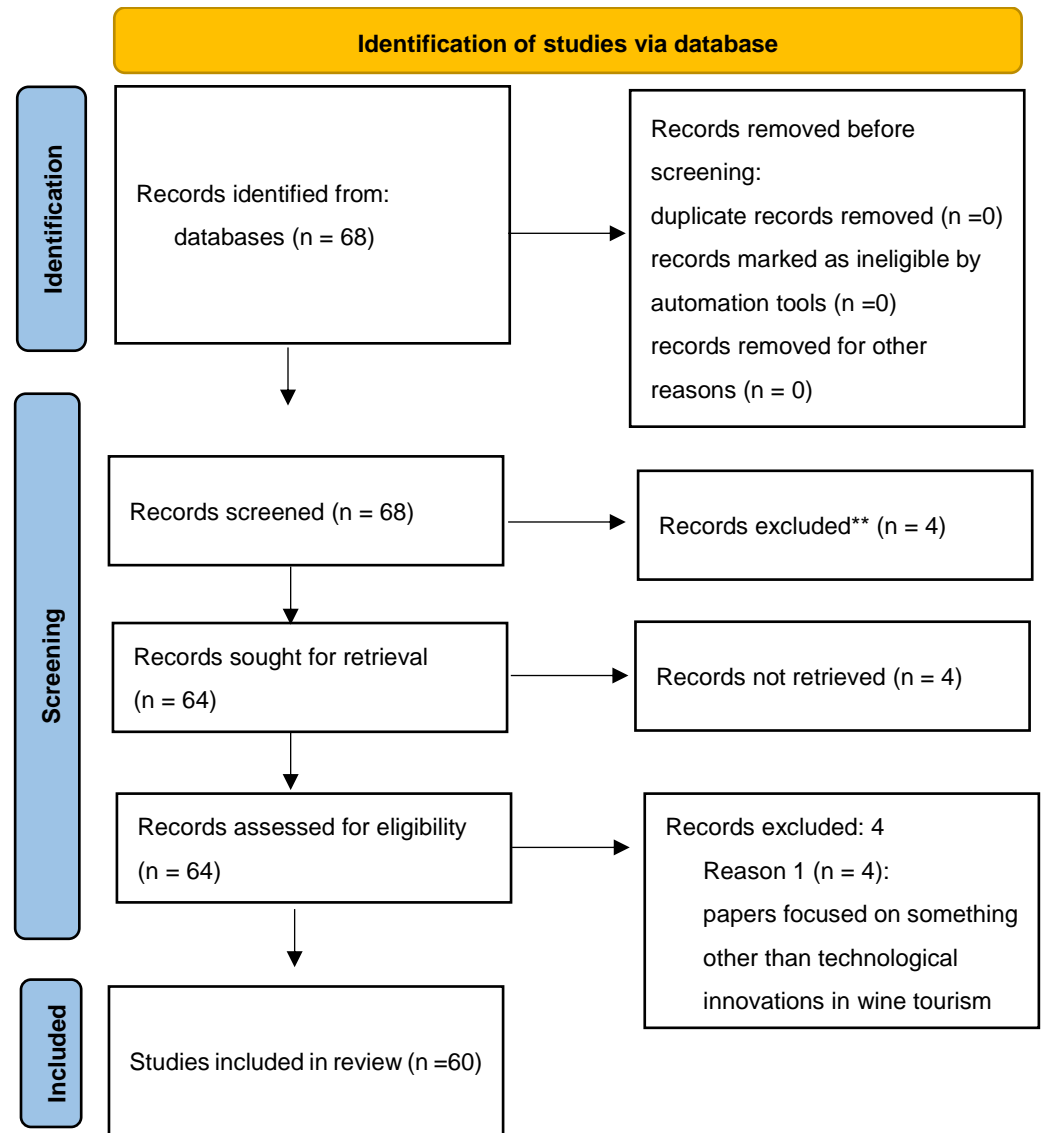 Identification of studies via database
Identification
Records identified from:
databases (n = 68)
Records removed before
screening:
duplicate records removed (n =0)
records marked as ineligible by
automation tools (n =0)
records removed for other
reasons (n = 0)
Screening
Records screened (n = 68)
Records excluded** (n = 4)
Records sought for retrieval
(n = 64)
Records not retrieved (n = 4)
Records assessed for eligibility
(n = 64)
Records excluded: 4
Reason 1 (n = 4):
papers focused on something
other than technological
innovations in wine tourism
Included
Studies included in review (n =60)